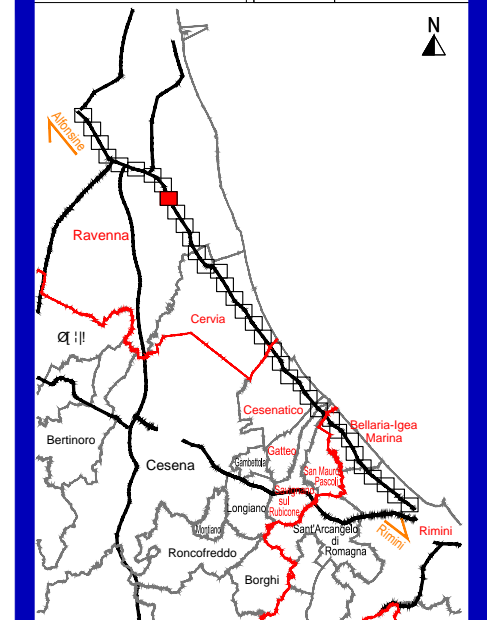 N
Alfonsine
Ravenna
Cervia
Cesenatico
Bellaria-Igea
Marina
Bertinoro
Gatteo
Gambettola
Cesena
San Mauro
Pascoli
sul
Rubicone
Longiano
Montiano
Sant'Arcangelo
di
Romagna
Rimini
Rimini
Roncofreddo
Borghi